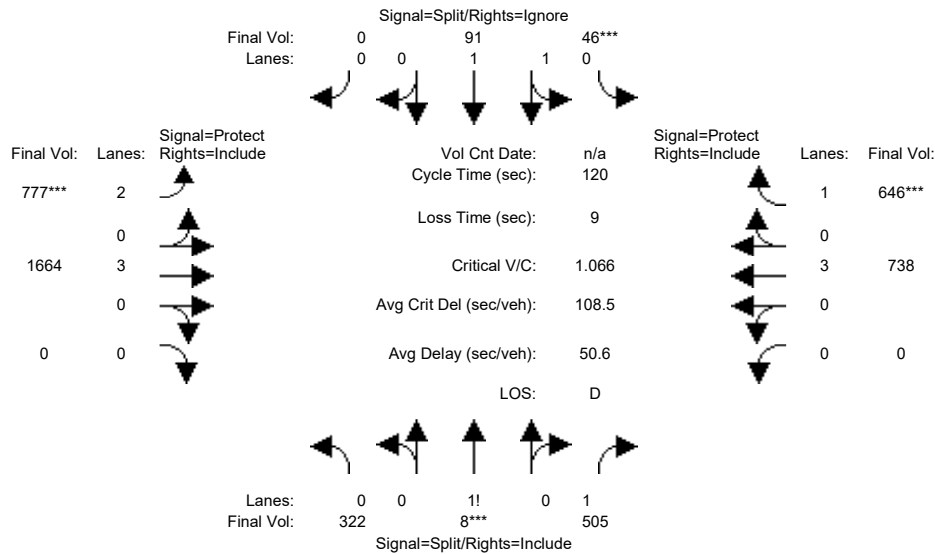 Signal=Split/Rights=Ignore
Final Vol: 0 91 46***
Lanes: 0 0 1 1 0
Signal=Protect
Final Vol: Lanes: Rights=Include
Vol Cnt Date: n/a
Signal=Protect
Rights=Include Lanes: Final Vol:
Cycle Time (sec): 120
777*** 2
1 646***
Loss Time (sec): 9
0
0
1664 3
Critical V/C: 1.066
3 738
0
Avg Crit Del (sec/veh): 108.5
0
0 0
Avg Delay (sec/veh): 50.6
0 0
LOS: D
Lanes: 0 0 1! 0 1
Final Vol: 322 8*** 505
Signal=Split/Rights=Include